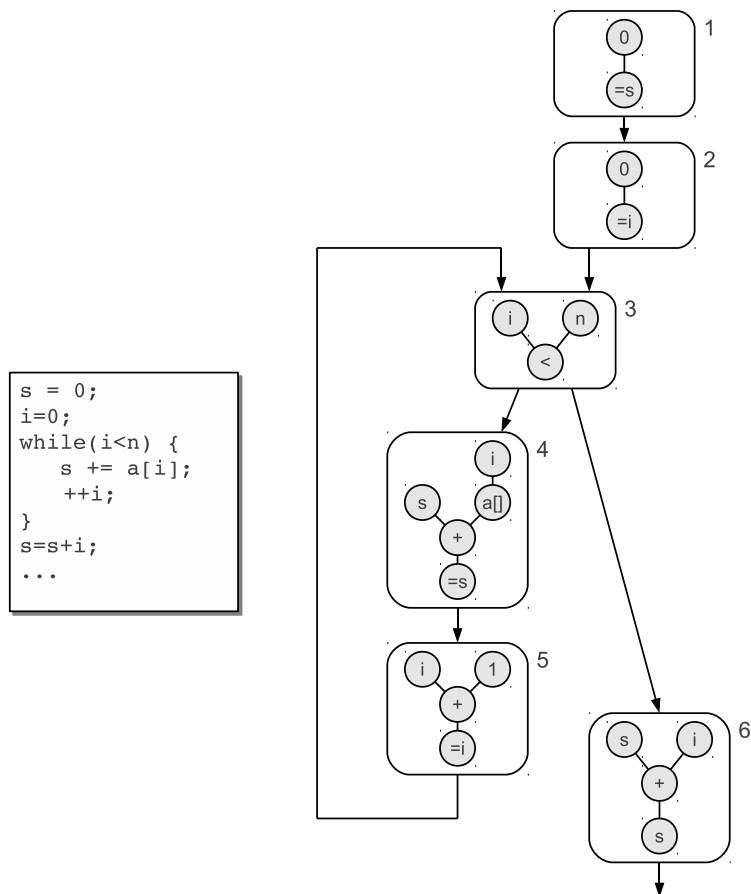 s = 0;
i=0;
while(i<n) {
s += a[i];
++i;
}
s=s+i;
...
1
0
=s
2
0
=i
3
i n
<
4
i
s a[]
+
=s
5
i 1
+
=i
6
s i
+
s